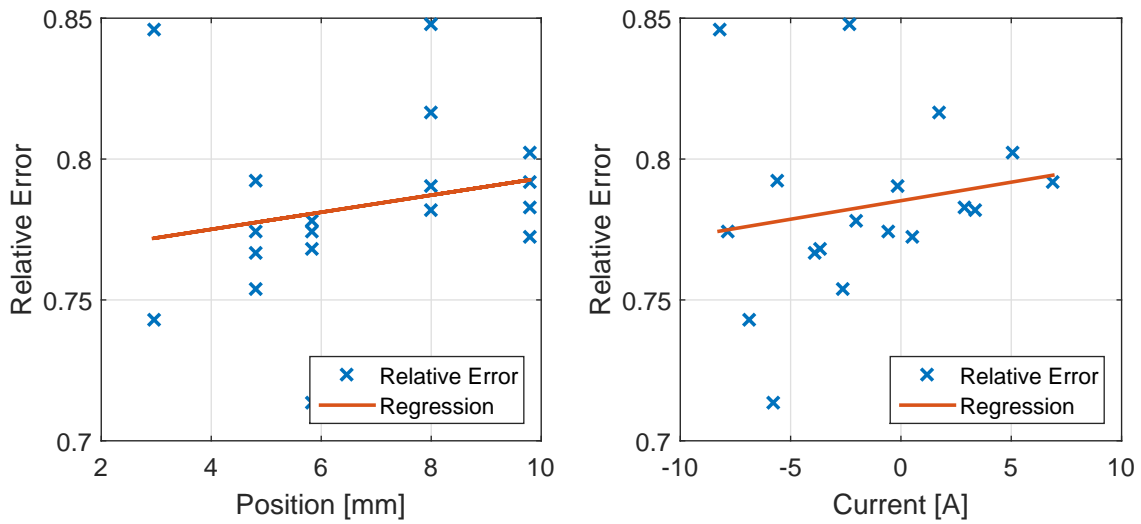 0.85
0.8
0.75
0.7
Relative Error
2
4
6
8
10
Position [mm]
Relative Error
Regression
0.85
0.8
0.75
0.7
Relative Error
-10
-5
0
5
10
Current [A]
Relative Error
Regression